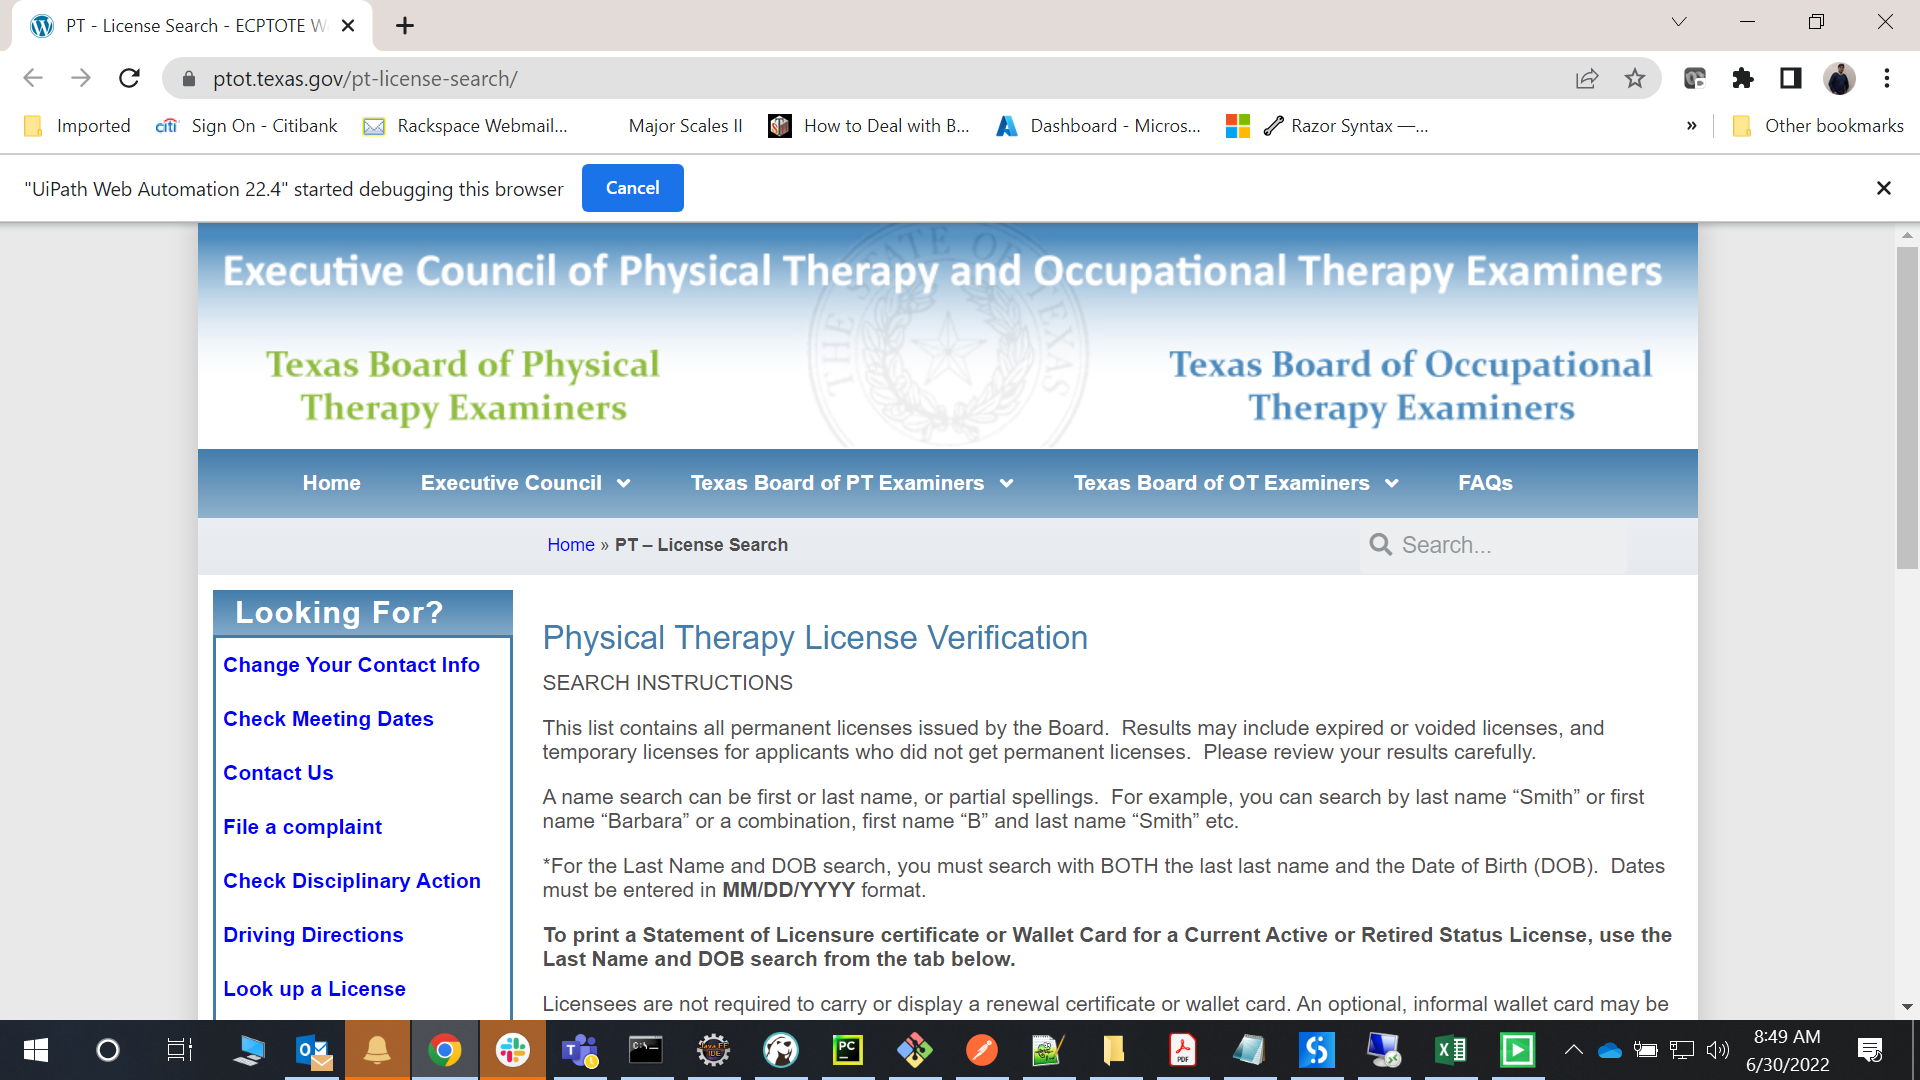 PT - License Search - ECPTOTE W
ptot.texas.gov/pt-license-search/
Imported
citi Sign On - Citibank
Rackspace Webmail...
Major Scales II
How to Deal with B...
Dashboard - Micros...
Razor Syntax —...
»
Other bookmarks
"UiPath Web Automation 22.4" started debugging this browser
Cancel
THE STATE OF TEXAS
Executive Council of Physical Therapy and Occupational Therapy Examiners
Texas Board of Physical
Therapy Examiners
Texas Board of Occupational
Therapy Examiners
Home
Executive Council
Texas Board of PT Examiners
Texas Board of OT Examiners
FAQs
Home » PT – License Search
Search...
Looking For?
Change Your Contact Info
Check Meeting Dates
Contact Us
File a complaint
Check Disciplinary Action
Driving Directions
Look up a License
Physical Therapy License Verification
SEARCH INSTRUCTIONS
This list contains all permanent licenses issued by the Board.  Results may include expired or voided licenses, and
temporary licenses for applicants who did not get permanent licenses.  Please review your results carefully.
A name search can be first or last name, or partial spellings.  For example, you can search by last name “Smith” or first
name “Barbara” or a combination, first name “B” and last name “Smith” etc.
*For the Last Name and DOB search, you must search with BOTH the last last name and the Date of Birth (DOB).  Dates
must be entered in MM/DD/YYYY format.
To print a Statement of Licensure certificate or Wallet Card for a Current Active or Retired Status License, use the
Last Name and DOB search from the tab below.
Licensees are not required to carry or display a renewal certificate or wallet card. An optional, informal wallet card may be
8:49 AM
6/30/2022